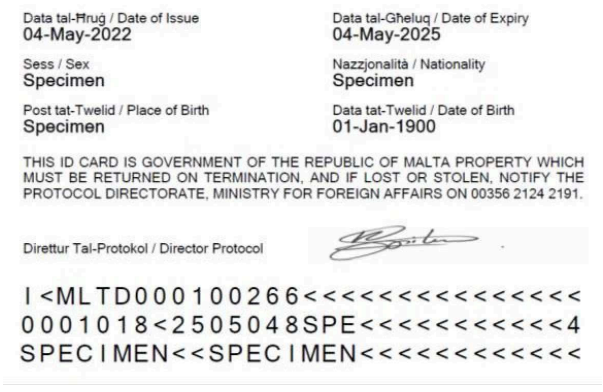 Data tal-Ħruġ / Date of Issue
04-May-2022
Data tal-Għeluq / Date of Expiry
04-May-2025
Sess / Sex
Specimen
Nazzjonalità / Nationality
Specimen
Post tat-Twelid / Place of Birth
Specimen
Data tat-Twelid / Date of Birth
01-Jan-1900
THIS ID CARD IS GOVERNMENT OF THE REPUBLIC OF MALTA PROPERTY WHICH
MUST BE RETURNED ON TERMINATION, AND IF LOST OR STOLEN, NOTIFY THE
PROTOCOL DIRECTORATE, MINISTRY FOR FOREIGN AFFAIRS ON 00356 2124 2191.
Direttur Tal-Protokol / Director Protocol
I<MLTD000100266<<<<<<<<<<<<<<<
0001018<2505048SPE<<<<<<<<<<<4
SPECIMEN<<SPECIMEN<<<<<<<<<<<<